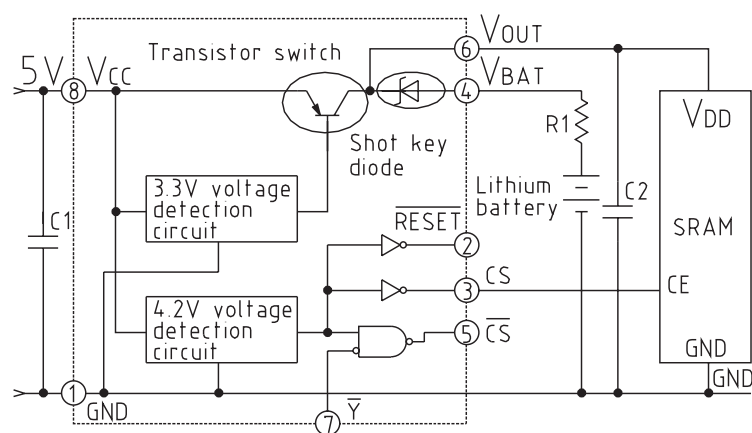 Transistor switch
5V
VCC
8
6
VOUT
4
VBAT
Shot key
diode
R1
VDD
3.3V voltage
detection
circuit
Lithium
battery
C2
C1
RESET
2
SRAM
CS
3
CE
4.2V voltage
detection
circuit
5
CS
GND
GND
1
GND
7
Y